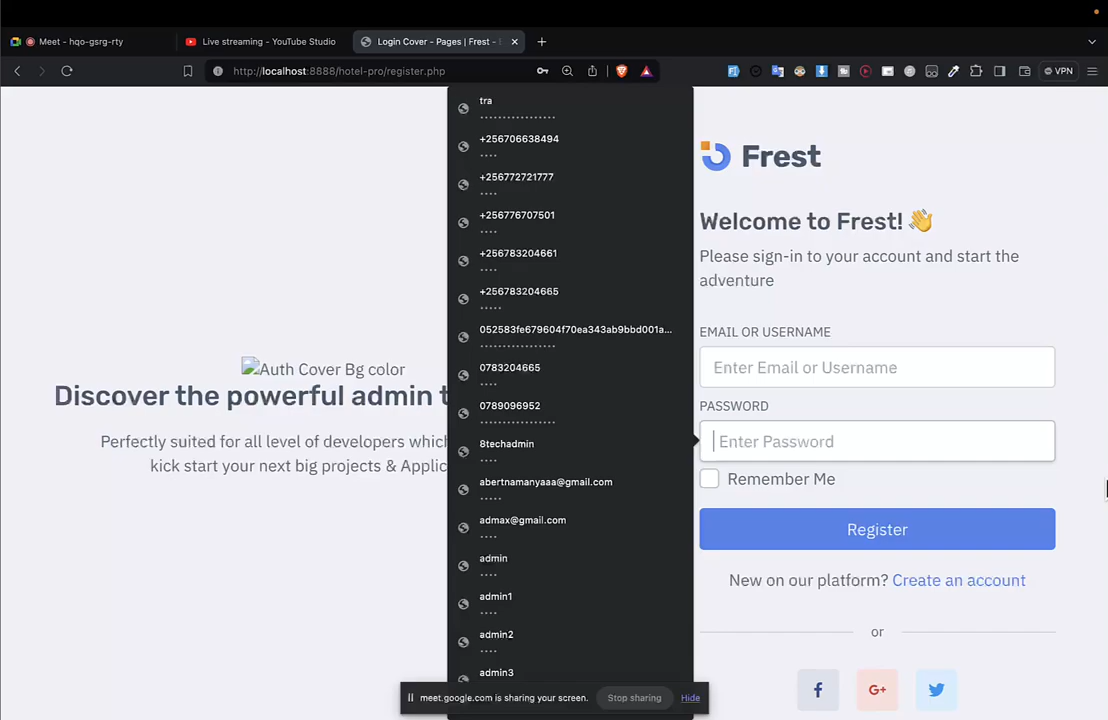 Meet - hqo-gsrg-rty
Live streaming - YouTube Studio
Login Cover - Pages | Frest -
http://localhost:8888/hotel-pro/register.php
VPN
Auth Cover Bg color
Discover the powerful admin t
Perfectly suited for all level of developers whic
kick start your next big projects & Applic
tra
+256706638494
+256772721777
+256776707501
+256783204661
+256783204665
052583fe679604f70ea343ab9bbd001a...
0783204665
0789096952
8techadmin
abertnamanyaaa@gmail.com
admax@gmail.com
admin
admin1
admin2
admin3
Frest
Welcome to Frest! 👋
Please sign-in to your account and start the
adventure
EMAIL OR USERNAME
Enter Email or Username
PASSWORD
Enter Password
Remember Me
Register
New on our platform? Create an account
or
f
G+
meet.google.com is sharing your screen.
Stop sharing
Hide